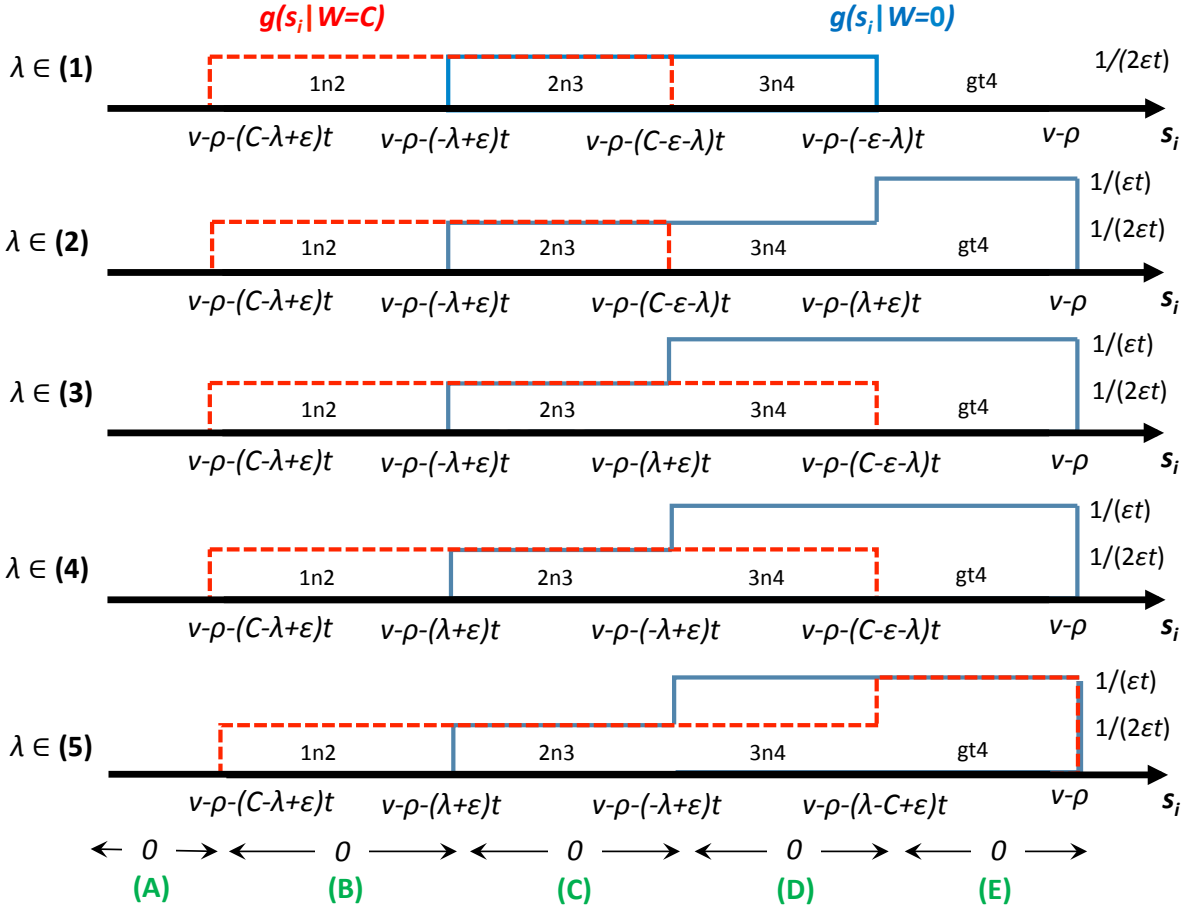 g(s_i|W=C) g(s_i|W=0)
λ ∈ (1) 1n2 2n3 3n4 gt4 1/(2εt)
v-ρ-(C-λ+ε)t v-ρ-(-λ+ε)t v-ρ-(C-ε-λ)t v-ρ-(-ε-λ)t v-ρ s_i
1/(εt)
λ ∈ (2) 1n2 2n3 3n4 gt4 1/(2εt)
v-ρ-(C-λ+ε)t v-ρ-(-λ+ε)t v-ρ-(C-ε-λ)t v-ρ-(λ+ε)t v-ρ s_i
1/(εt)
λ ∈ (3) 1n2 2n3 3n4 gt4 1/(2εt)
v-ρ-(C-λ+ε)t v-ρ-(-λ+ε)t v-ρ-(λ+ε)t v-ρ-(C-ε-λ)t v-ρ s_i
1/(εt)
λ ∈ (4) 1n2 2n3 3n4 gt4 1/(2εt)
v-ρ-(C-λ+ε)t v-ρ-(λ+ε)t v-ρ-(-λ+ε)t v-ρ-(C-ε-λ)t v-ρ s_i
1/(εt)
λ ∈ (5) 1n2 2n3 3n4 gt4 1/(2εt)
v-ρ-(C-λ+ε)t v-ρ-(λ+ε)t v-ρ-(-λ+ε)t v-ρ-(λ-C+ε)t v-ρ s_i
0 0 0 0 0
(A) (B) (C) (D) (E)